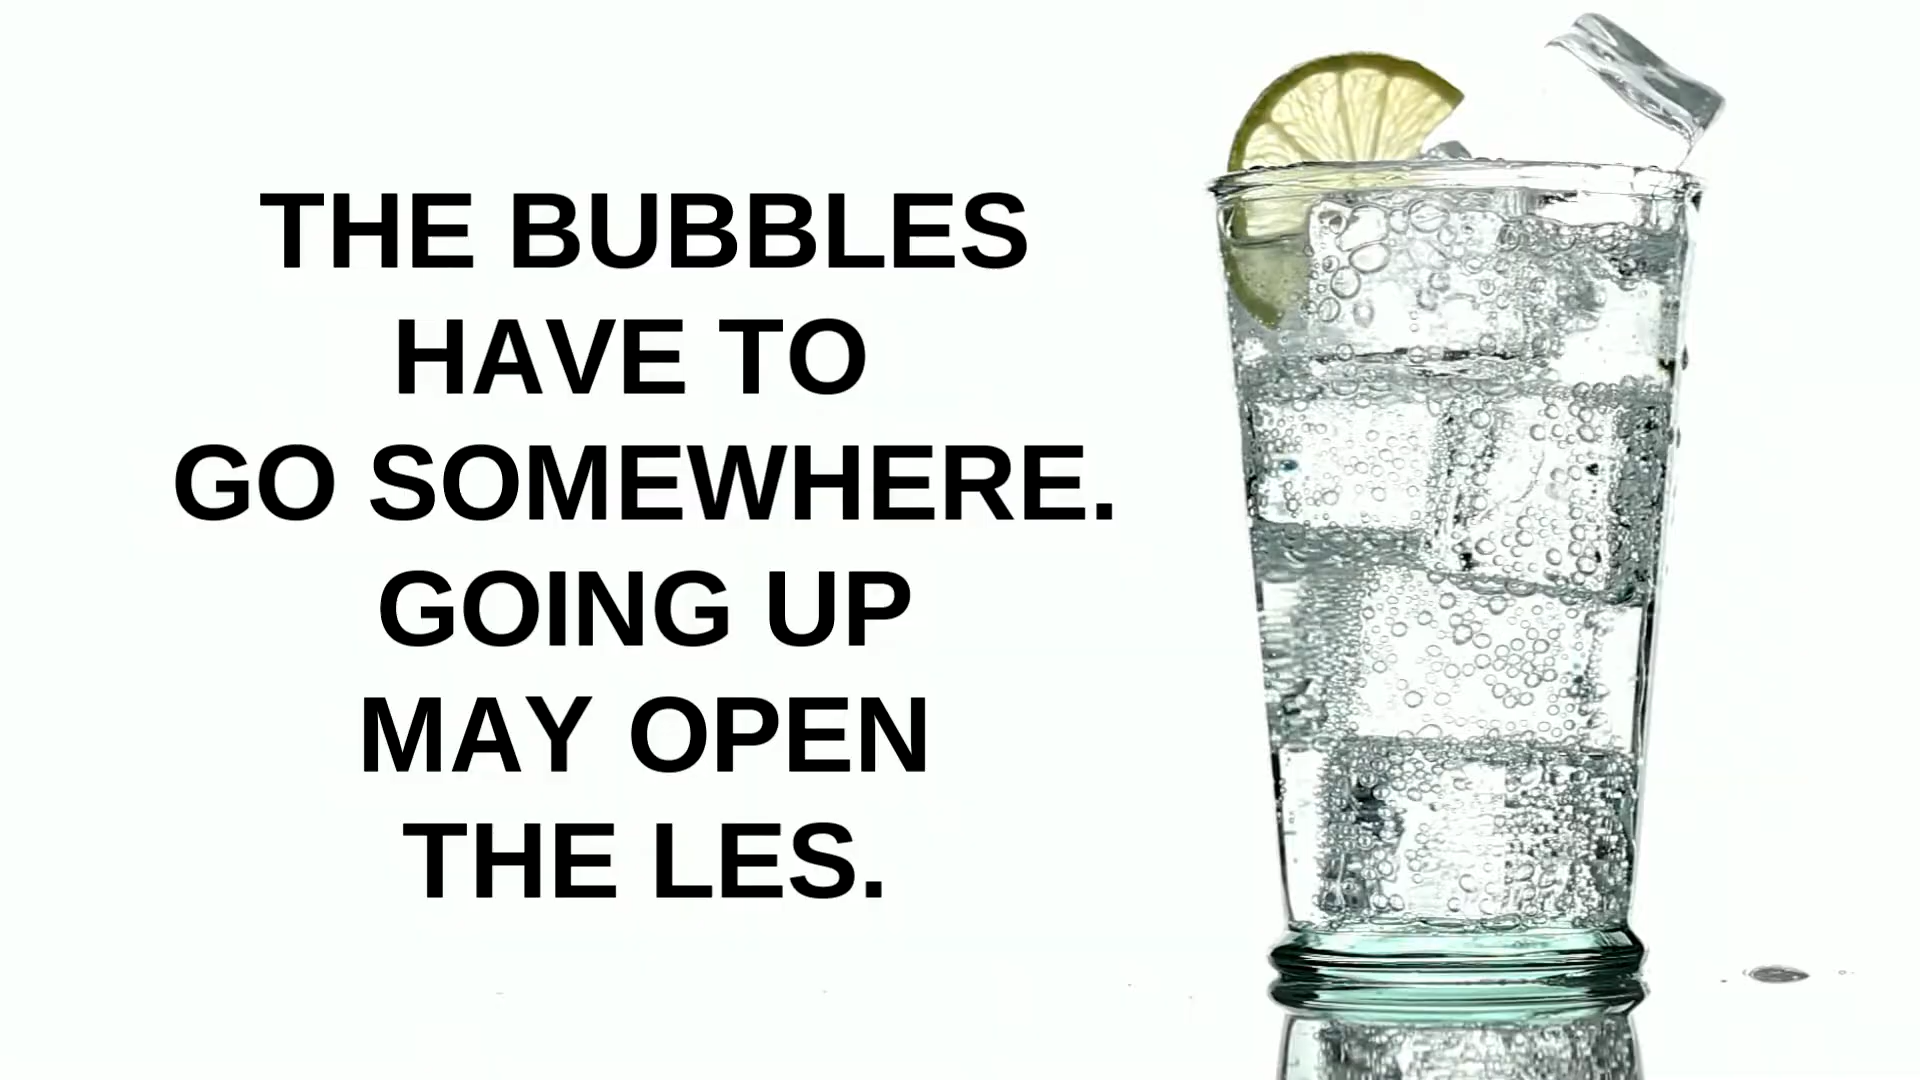 THE BUBBLES
HAVE TO
GO SOMEWHERE.
GOING UP
MAY OPEN
THE LES.